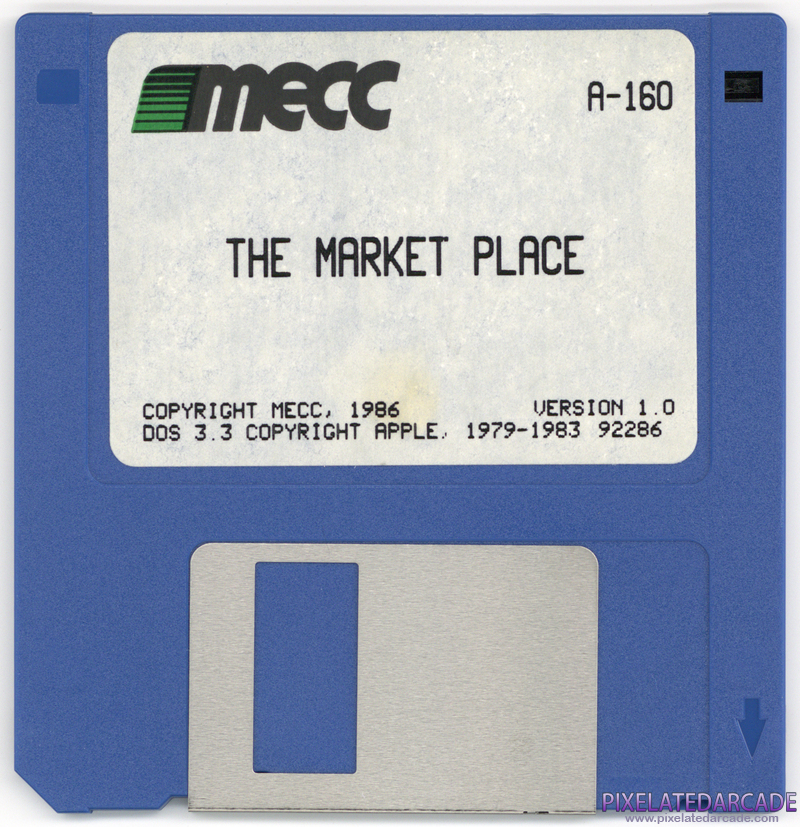 mecc
A-160
THE MARKET PLACE
COPYRIGHT MECC, 1986 VERSION 1.0
DOS 3.3 COPYRIGHT APPLE, 1979-1983 92286
PIXELATEDARCADE
www.pixelatedarcade.com